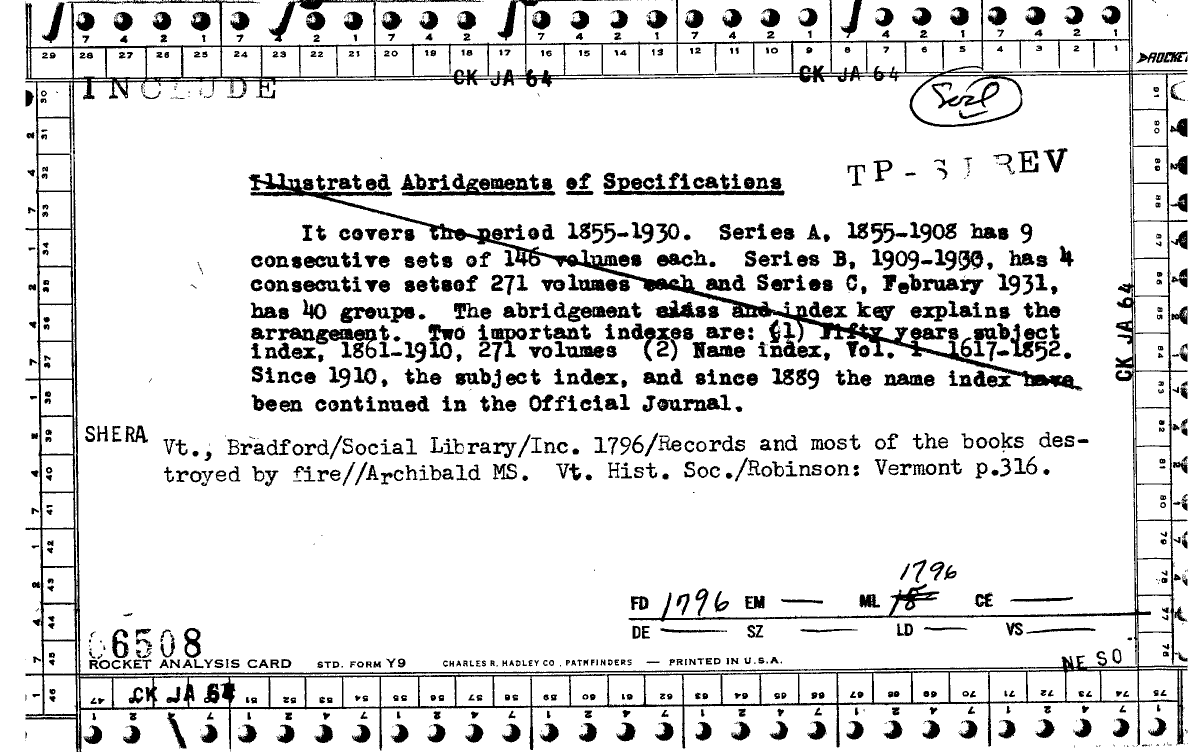 7 4 2 1 7 4 2 1 7 4 2 1 7 4 2 1 7 4 2 1 7 4 2 1
29 28 27 26 25 24 23 22 21 20 19 18 17 16 15 14 13 12 11 10 9 8 7 6 5 4 3 2 1
ROCKET
CK JA 64 CK JA 64
INCLUDE
TP-SJ REV
Illustrated Abridgements of Specifications
It covers the period 1855-1930. Series A, 1855-1908 has 9
consecutive sets of 146 volumes each. Series B, 1909-1930, has 4
consecutive setsof 271 volumes each and Series C, February 1931,
has 40 groups. The abridgement class and index key explains the
arrangement. Two important indexes are: (1) Fifty years subject
index, 1861-1910, 271 volumes (2) Name index, Vol. 1 1617-1852.
Since 1910, the subject index, and since 1889 the name index have
been continued in the Official Journal.
CK JA 64
SHERA Vt., Bradford/Social Library/Inc. 1796/Records and most of the books des-
troyed by fire//Archibald MS. Vt. Hist. Soc./Robinson: Vermont p.316.
1796
FD 1796 EM — ML 18 CE —
DE — SZ — LD — VS —
NE SO
66508
ROCKET ANALYSIS CARD STD. FORM Y9 CHARLES R. HADLEY CO., PATHFINDERS — PRINTED IN U.S.A.
CK JA 64